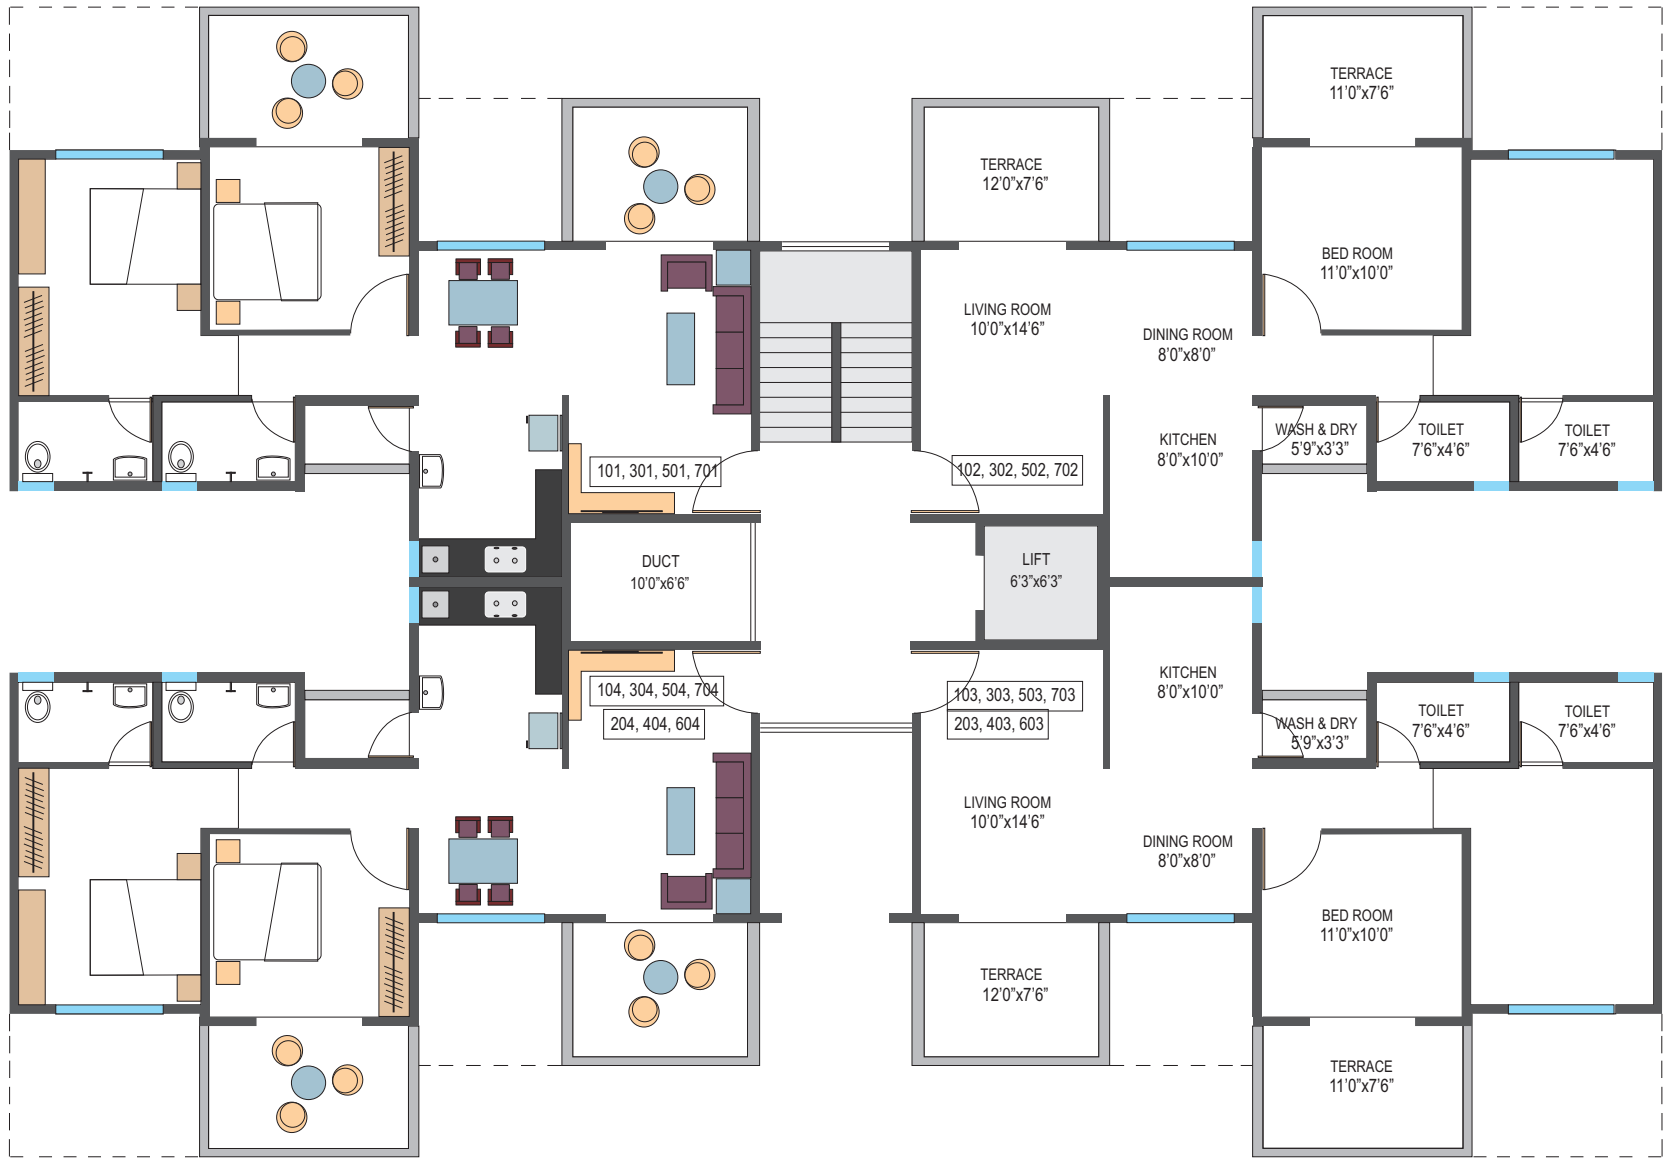 TERRACE
11'0"x7'6"
TERRACE
12'0"x7'6"
BED ROOM
11'0"x10'0"
LIVING ROOM
10'0"x14'6"
DINING ROOM
8'0"x8'0"
KITCHEN
8'0"x10'0"
WASH & DRY
5'9"x3'3"
TOILET
7'6"x4'6"
TOILET
7'6"x4'6"
101, 301, 501, 701
102, 302, 502, 702
DUCT
10'0"x6'6"
LIFT
6'3"x6'3"
104, 304, 504, 704
204, 404, 604
103, 303, 503, 703
203, 403, 603
KITCHEN
8'0"x10'0"
WASH & DRY
5'9"x3'3"
TOILET
7'6"x4'6"
TOILET
7'6"x4'6"
LIVING ROOM
10'0"x14'6"
DINING ROOM
8'0"x8'0"
BED ROOM
11'0"x10'0"
TERRACE
12'0"x7'6"
TERRACE
11'0"x7'6"